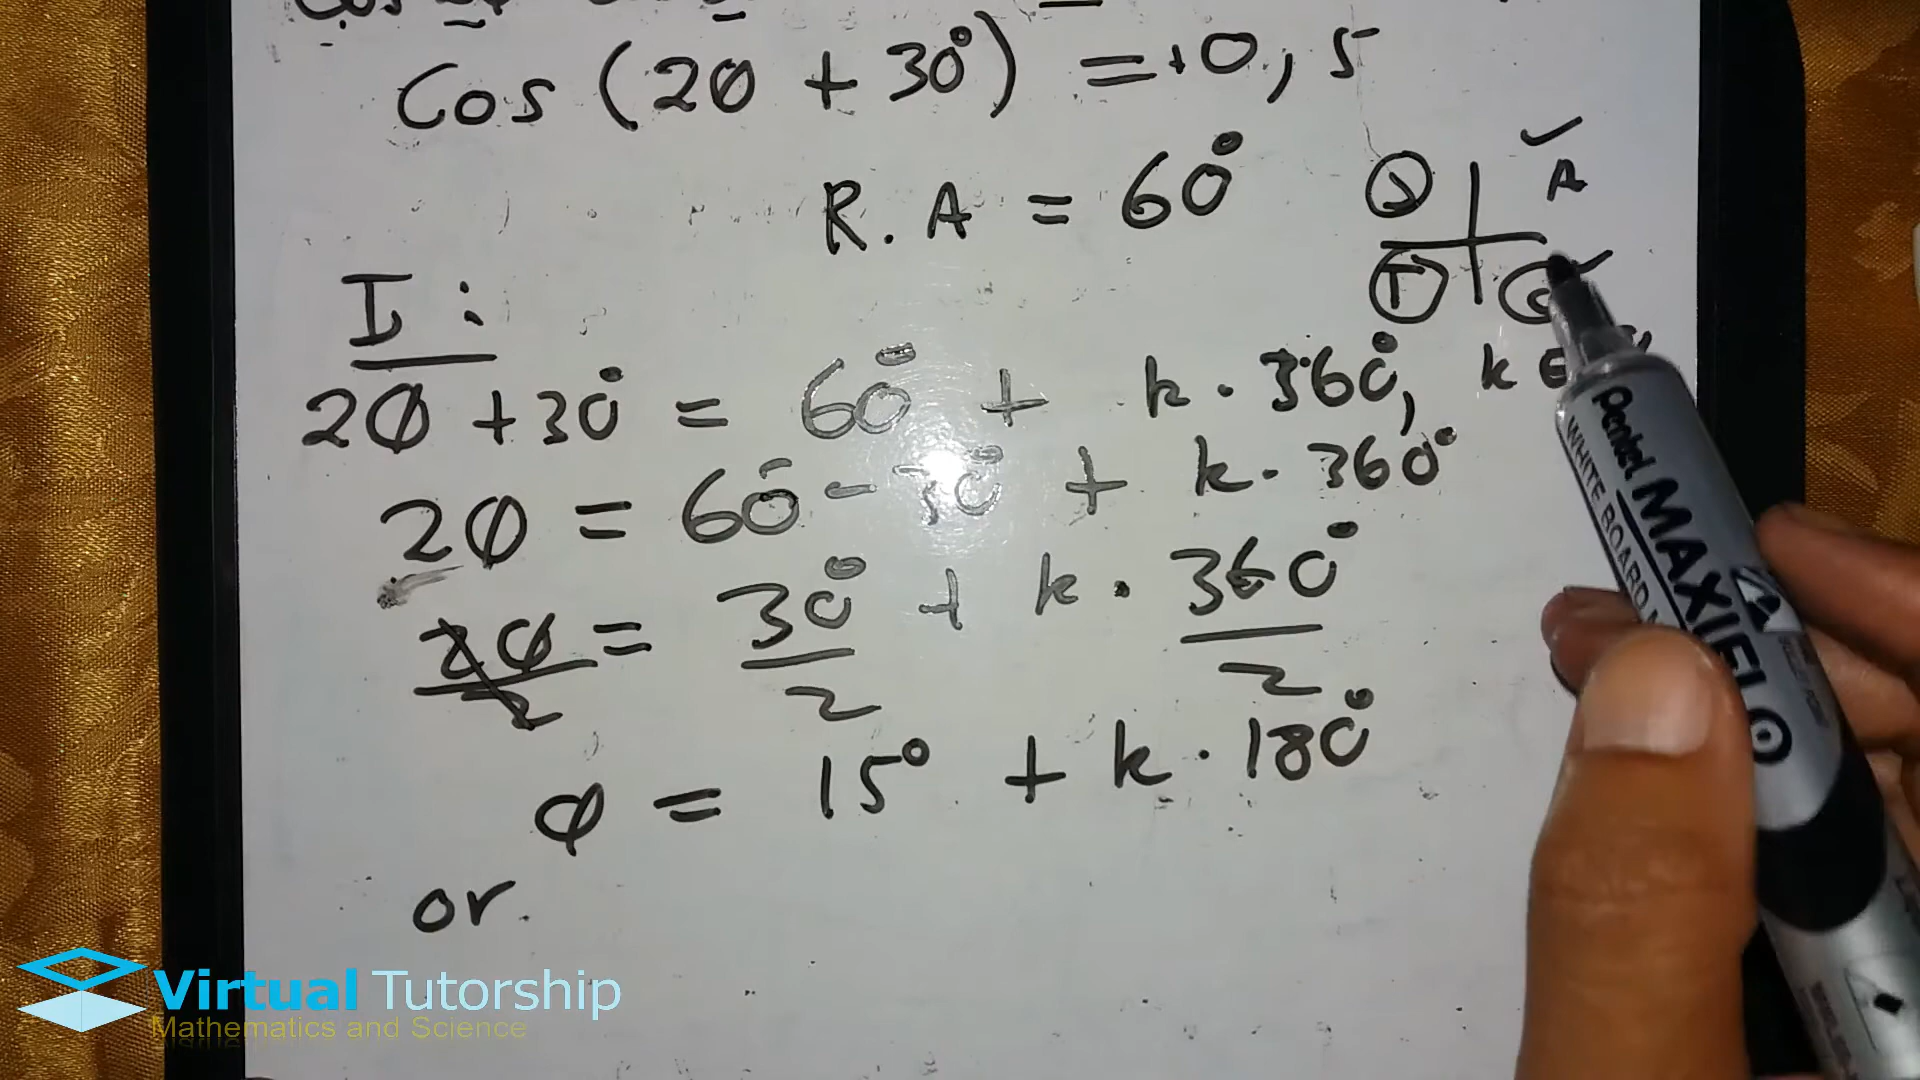 Cos (2θ + 30°) = +0,5
R.A = 60°
S A
T C
I:
2θ + 30° = 60° + k·360°, k ∈
2θ = 60° - 30° + k·360°
2θ/2 = 30°/2 + k·360°/2
θ = 15° + k·180°
or
Pentel MAXIFLO
WHITE BOARD
Virtual Tutorship
Mathematics and Science